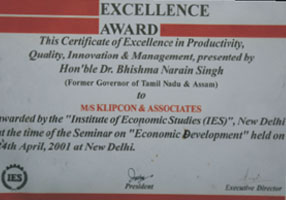 EXCELLENCE
AWARD
This Certificate of Excellence in Productivity,
Quality, Innovation & Management, presented by
Hon'ble Dr. Bhishma Narain Singh
(Former Governor of Tamil Nadu & Assam)
to
M/S KLIPCON & ASSOCIATES
awarded by the "Institute of Economic Studies (IES)", New Delhi
at the time of the Seminar on "Economic Development" held on
24th April, 2001 at New Delhi.
IES
President
Executive Director